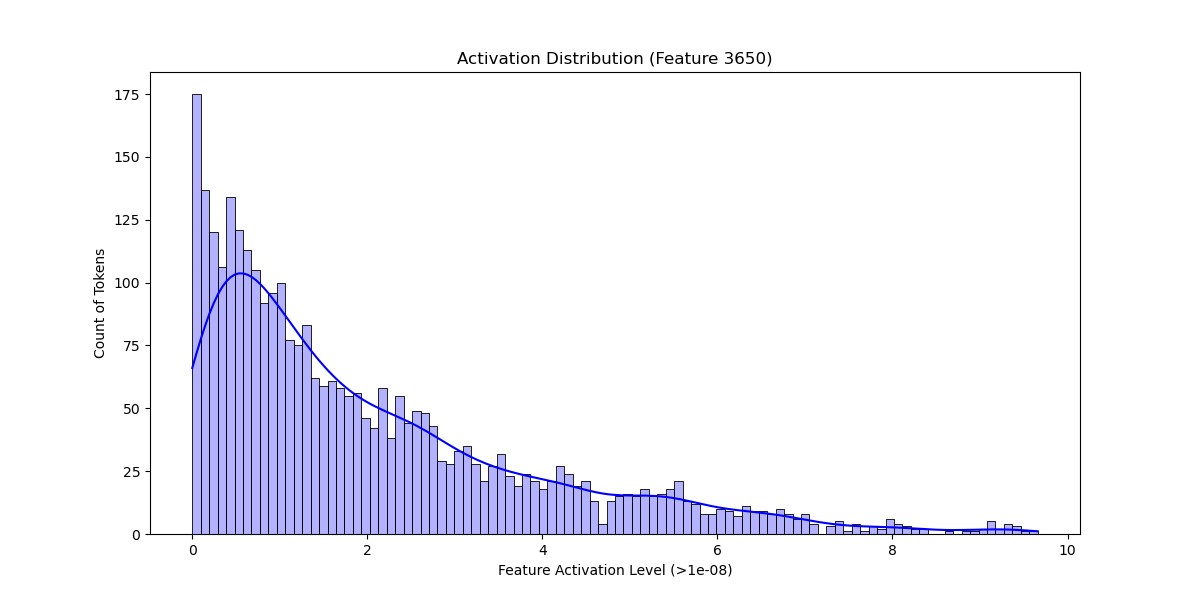 Activation Distribution (Feature 3650)
175
150
125
100
75
50
25
0
Count of Tokens
0 2 4 6 8 10
Feature Activation Level (>1e-08)